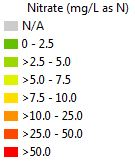 Nitrate (mg/L as N)
N/A
0 - 2.5
>2.5 - 5.0
>5.0 - 7.5
>7.5 - 10.0
>10.0 - 25.0
>25.0 - 50.0
>50.0